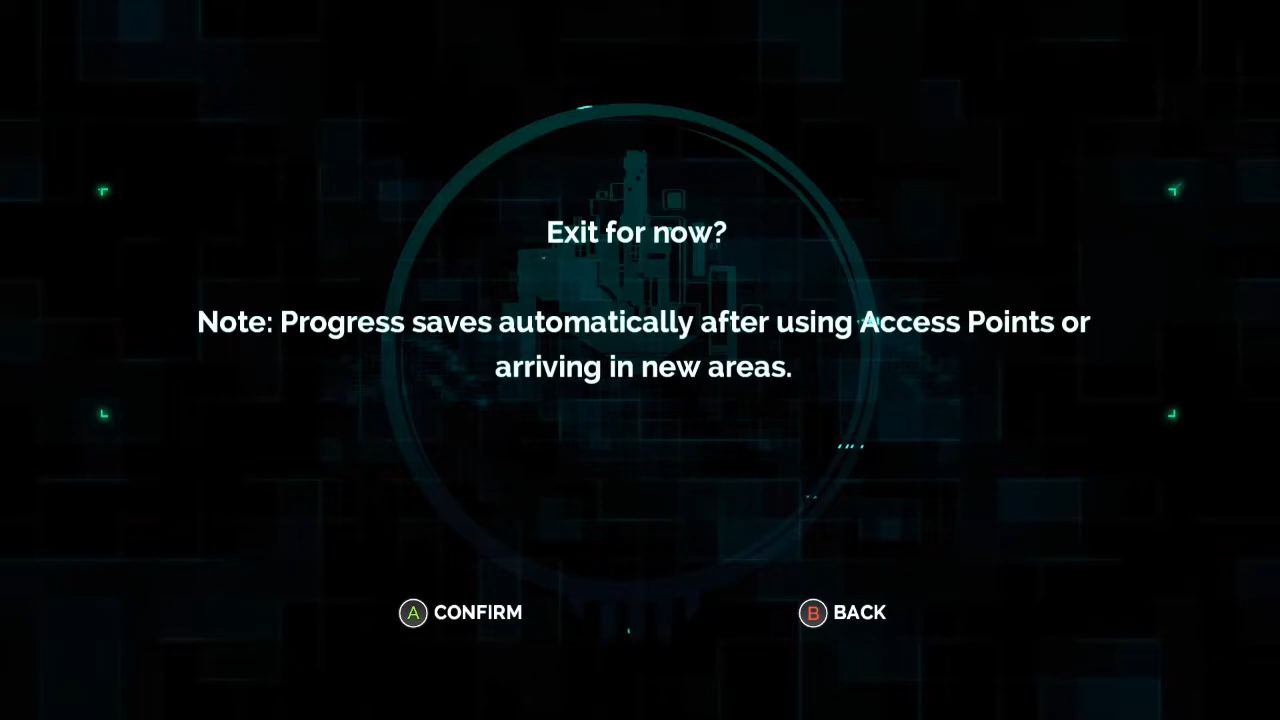 Exit for now?
Note: Progress saves automatically after using Access Points or
arriving in new areas.
A CONFIRM
B BACK